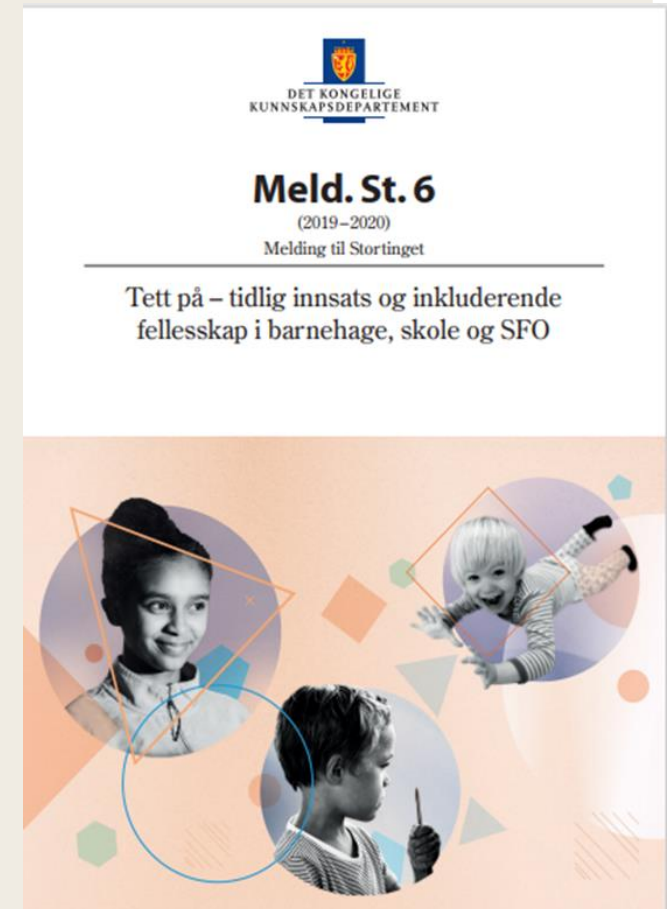 DET KONGELIGE
KUNNSKAPSDEPARTEMENT
Meld. St. 6
(2019–2020)
Melding til Stortinget
Tett på – tidlig innsats og inkluderende
fellesskap i barnehage, skole og SFO